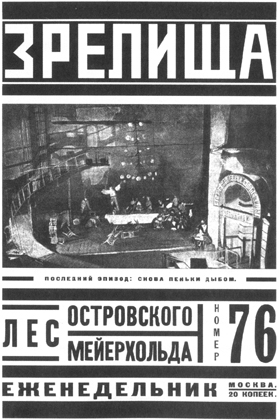 ЗРЕЛИЩА
ПОСЛЕДНИЙ ЭПИЗОД: СНОВА ПЕНЬКИ ДЫБОМ.
ЛЕС
ОСТРОВСКОГО
МЕЙЕРХОЛЬДА
НОМЕР
76
ЕЖЕНЕДЕЛЬНИК
МОСКВА.
20 КОПЕЕК.